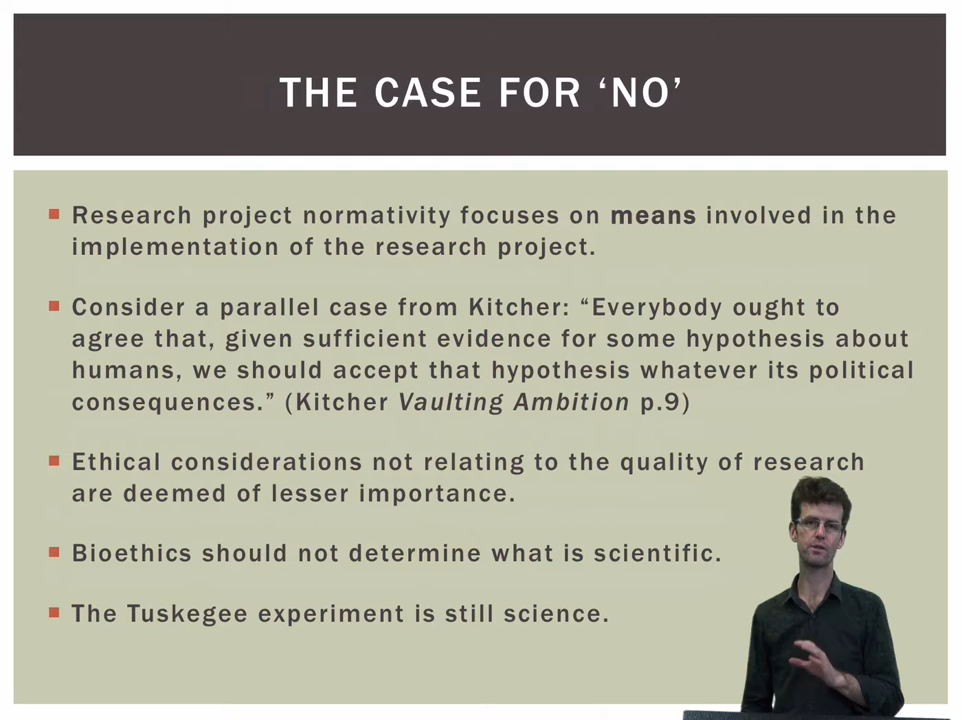 THE CASE FOR ‘NO’
Research project normativity focuses on means involved in the
implementation of the research project.
Consider a parallel case from Kitcher: “Everybody ought to
agree that, given sufficient evidence for some hypothesis about
humans, we should accept that hypothesis whatever its political
consequences.” (Kitcher Vaulting Ambition p.9)
Ethical considerations not relating to the quality of research
are deemed of lesser importance.
Bioethics should not determine what is scientific.
The Tuskegee experiment is still science.